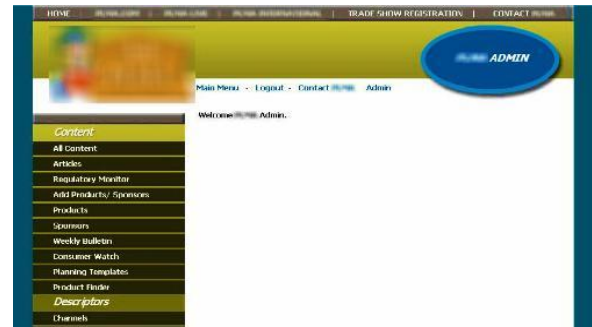 HOME | | | | TRADE SHOW REGISTRATION | CONTACT
ADMIN
Main Menu - Logout - Contact Admin
Welcome Admin.
Content
All Content
Articles
Regulatory Monitor
Add Products/ Sponsors
Products
Sponsors
Weekly Bulletin
Consumer Watch
Planning Templates
Product Finder
Descriptors
Channels